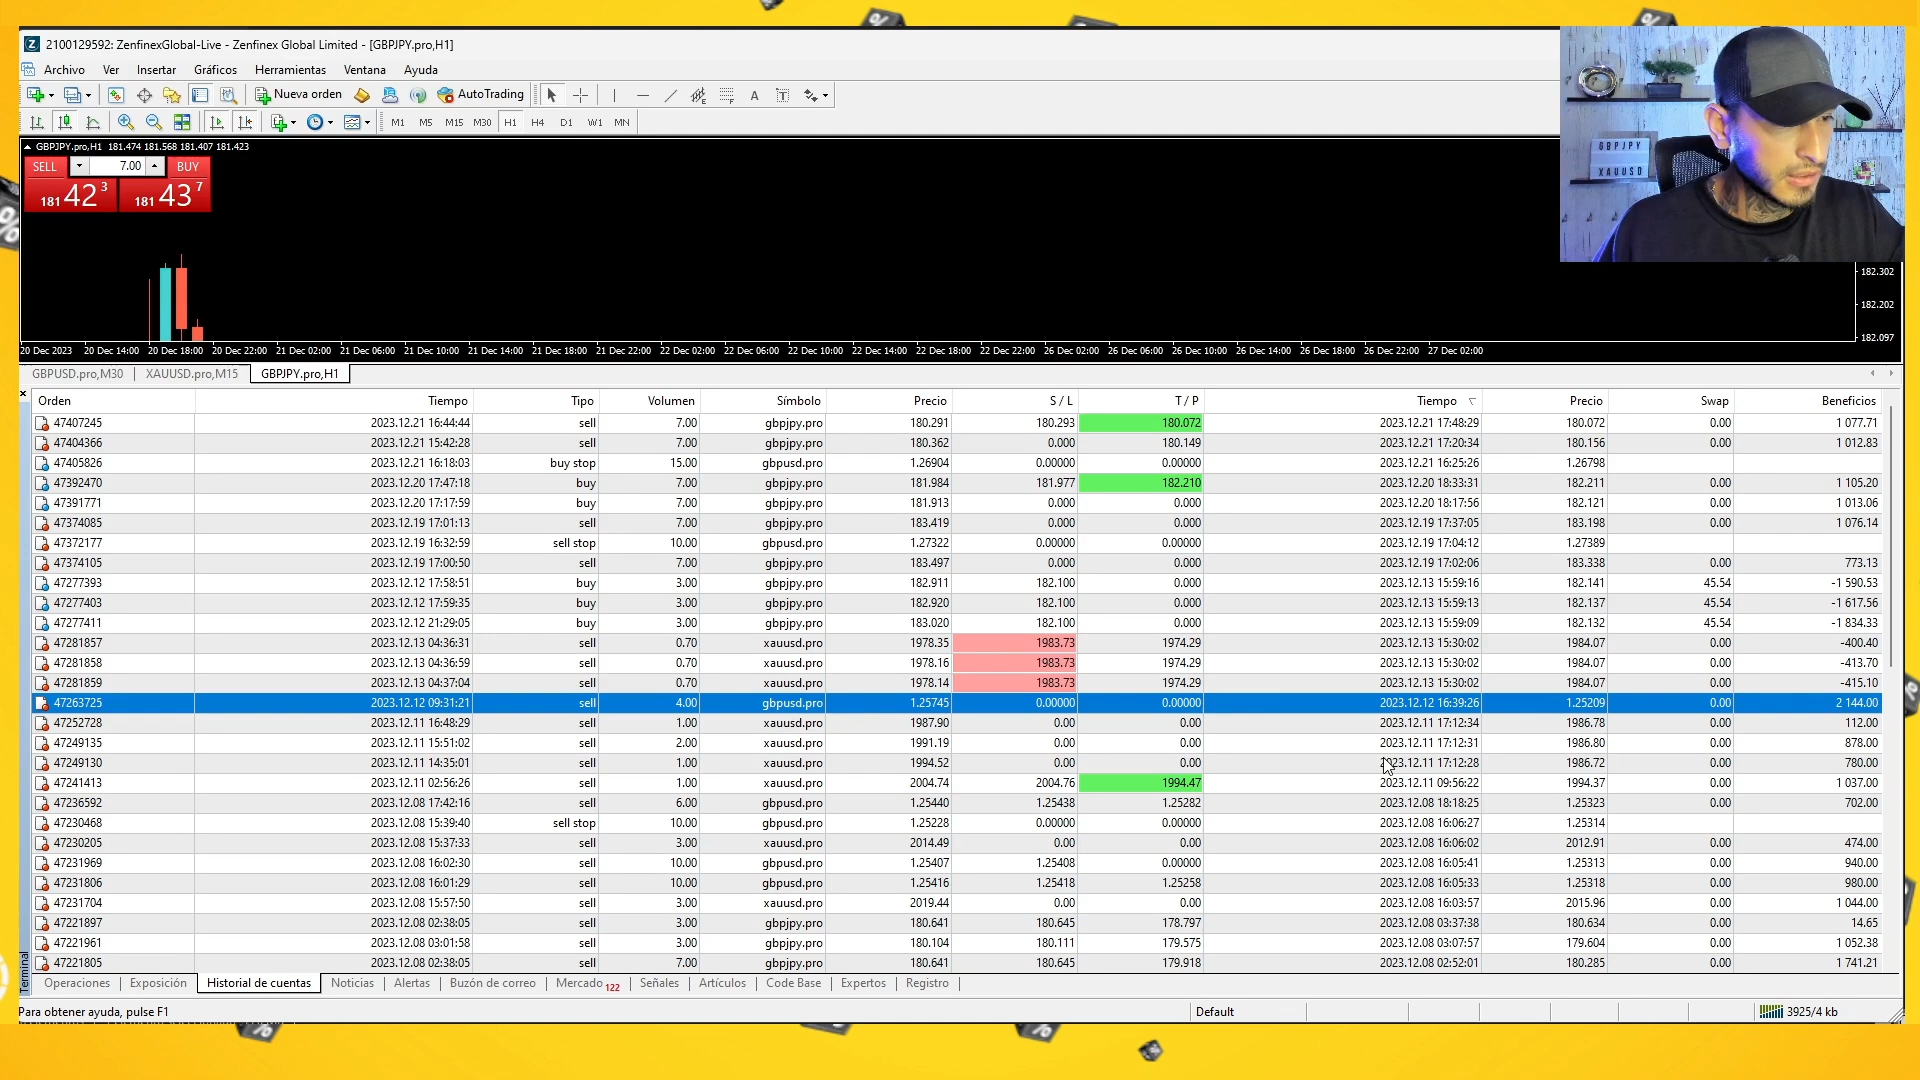 2100129592: ZenfinexGlobal-Live - Zenfinex Global Limited - [GBPJPY.pro,H1]
Archivo Ver Insertar Gráficos Herramientas Ventana Ayuda
Nueva orden AutoTrading A T
M1 M5 M15 M30 H1 H4 D1 W1 MN
GBPJPY.pro,H1 181.474 181.568 181.407 181.423
SELL 7.00 BUY
181 42 3 181 43 7
GBPJPY
XAUUSD
182.302
182.202
182.097
20 Dec 2023 20 Dec 14:00 20 Dec 18:00 20 Dec 22:00 21 Dec 02:00 21 Dec 06:00 21 Dec 10:00 21 Dec 14:00 21 Dec 18:00 21 Dec 22:00 22 Dec 02:00 22 Dec 06:00 22 Dec 10:00 22 Dec 14:00 22 Dec 18:00 22 Dec 22:00 26 Dec 02:00 26 Dec 06:00 26 Dec 10:00 26 Dec 14:00 26 Dec 18:00 26 Dec 22:00 27 Dec 02:00
GBPUSD.pro,M30 XAUUSD.pro,M15 GBPJPY.pro,H1
Orden Tiempo Tipo Volumen Símbolo Precio S / L T / P Tiempo Precio Swap Beneficios
47407245 2023.12.21 16:44:44 sell 7.00 gbpjpy.pro 180.291 180.293 180.072 2023.12.21 17:48:29 180.072 0.00 1 077.71
47404366 2023.12.21 15:42:28 sell 7.00 gbpjpy.pro 180.362 0.000 180.149 2023.12.21 17:20:34 180.156 0.00 1 012.83
47405826 2023.12.21 16:18:03 buy stop 15.00 gbpusd.pro 1.26904 0.00000 0.00000 2023.12.21 16:25:26 1.26798
47392470 2023.12.20 17:47:18 buy 7.00 gbpjpy.pro 181.984 181.977 182.210 2023.12.20 18:33:31 182.211 0.00 1 105.20
47391771 2023.12.20 17:17:59 buy 7.00 gbpjpy.pro 181.913 0.000 0.000 2023.12.20 18:17:56 182.121 0.00 1 013.06
47374085 2023.12.19 17:01:13 sell 7.00 gbpjpy.pro 183.419 0.000 0.000 2023.12.19 17:37:05 183.198 0.00 1 076.14
47372177 2023.12.19 16:32:59 sell stop 10.00 gbpusd.pro 1.27322 0.00000 0.00000 2023.12.19 17:04:12 1.27389
47374105 2023.12.19 17:00:50 sell 7.00 gbpjpy.pro 183.497 0.000 0.000 2023.12.19 17:02:06 183.338 0.00 773.13
47277393 2023.12.12 17:58:51 buy 3.00 gbpjpy.pro 182.911 182.100 0.000 2023.12.13 15:59:16 182.141 45.54 -1 590.53
47277403 2023.12.12 17:59:35 buy 3.00 gbpjpy.pro 182.920 182.100 0.000 2023.12.13 15:59:13 182.137 45.54 -1 617.56
47277411 2023.12.12 21:29:05 buy 3.00 gbpjpy.pro 183.020 182.100 0.000 2023.12.13 15:59:09 182.132 45.54 -1 834.33
47281857 2023.12.13 04:36:31 sell 0.70 xauusd.pro 1978.35 1983.73 1974.29 2023.12.13 15:30:02 1984.07 0.00 -400.40
47281858 2023.12.13 04:36:59 sell 0.70 xauusd.pro 1978.16 1983.73 1974.29 2023.12.13 15:30:02 1984.07 0.00 -413.70
47281859 2023.12.13 04:37:04 sell 0.70 xauusd.pro 1978.14 1983.73 1974.29 2023.12.13 15:30:02 1984.07 0.00 -415.10
47263725 2023.12.12 09:31:21 sell 4.00 gbpusd.pro 1.25745 0.00000 0.00000 2023.12.12 16:39:26 1.25209 0.00 2 144.00
47252728 2023.12.11 16:48:29 sell 1.00 xauusd.pro 1987.90 0.00 0.00 2023.12.11 17:12:34 1986.78 0.00 112.00
47249135 2023.12.11 15:51:02 sell 2.00 xauusd.pro 1991.19 0.00 0.00 2023.12.11 17:12:31 1986.80 0.00 878.00
47249130 2023.12.11 14:35:01 sell 1.00 xauusd.pro 1994.52 0.00 0.00 2023.12.11 17:12:28 1986.72 0.00 780.00
47241413 2023.12.11 02:56:26 sell 1.00 xauusd.pro 2004.74 2004.76 1994.47 2023.12.11 09:56:22 1994.37 0.00 1 037.00
47236592 2023.12.08 17:42:16 sell 6.00 gbpusd.pro 1.25440 1.25438 1.25282 2023.12.08 18:18:25 1.25323 0.00 702.00
47230468 2023.12.08 15:39:40 sell stop 10.00 gbpusd.pro 1.25228 0.00000 0.00000 2023.12.08 16:06:27 1.25314
47230205 2023.12.08 15:37:33 sell 3.00 xauusd.pro 2014.49 0.00 0.00 2023.12.08 16:06:02 2012.91 0.00 474.00
47231969 2023.12.08 16:02:30 sell 10.00 gbpusd.pro 1.25407 1.25408 0.00000 2023.12.08 16:05:41 1.25313 0.00 940.00
47231806 2023.12.08 16:01:29 sell 10.00 gbpusd.pro 1.25416 1.25418 1.25258 2023.12.08 16:05:33 1.25318 0.00 980.00
47231704 2023.12.08 15:57:50 sell 3.00 xauusd.pro 2019.44 0.00 0.00 2023.12.08 16:03:57 2015.96 0.00 1 044.00
47221897 2023.12.08 02:38:05 sell 3.00 gbpjpy.pro 180.641 180.645 178.797 2023.12.08 03:37:38 180.634 0.00 14.65
47221961 2023.12.08 03:01:58 sell 3.00 gbpjpy.pro 180.104 180.111 179.575 2023.12.08 03:07:57 179.604 0.00 1 052.38
47221805 2023.12.08 02:38:05 sell 7.00 gbpjpy.pro 180.641 180.645 179.918 2023.12.08 02:52:01 180.285 0.00 1 741.21
Terminal
Operaciones Exposición Historial de cuentas Noticias Alertas Buzón de correo Mercado 122 Señales Artículos Code Base Expertos Registro
Para obtener ayuda, pulse F1 Default 3925/4 kb